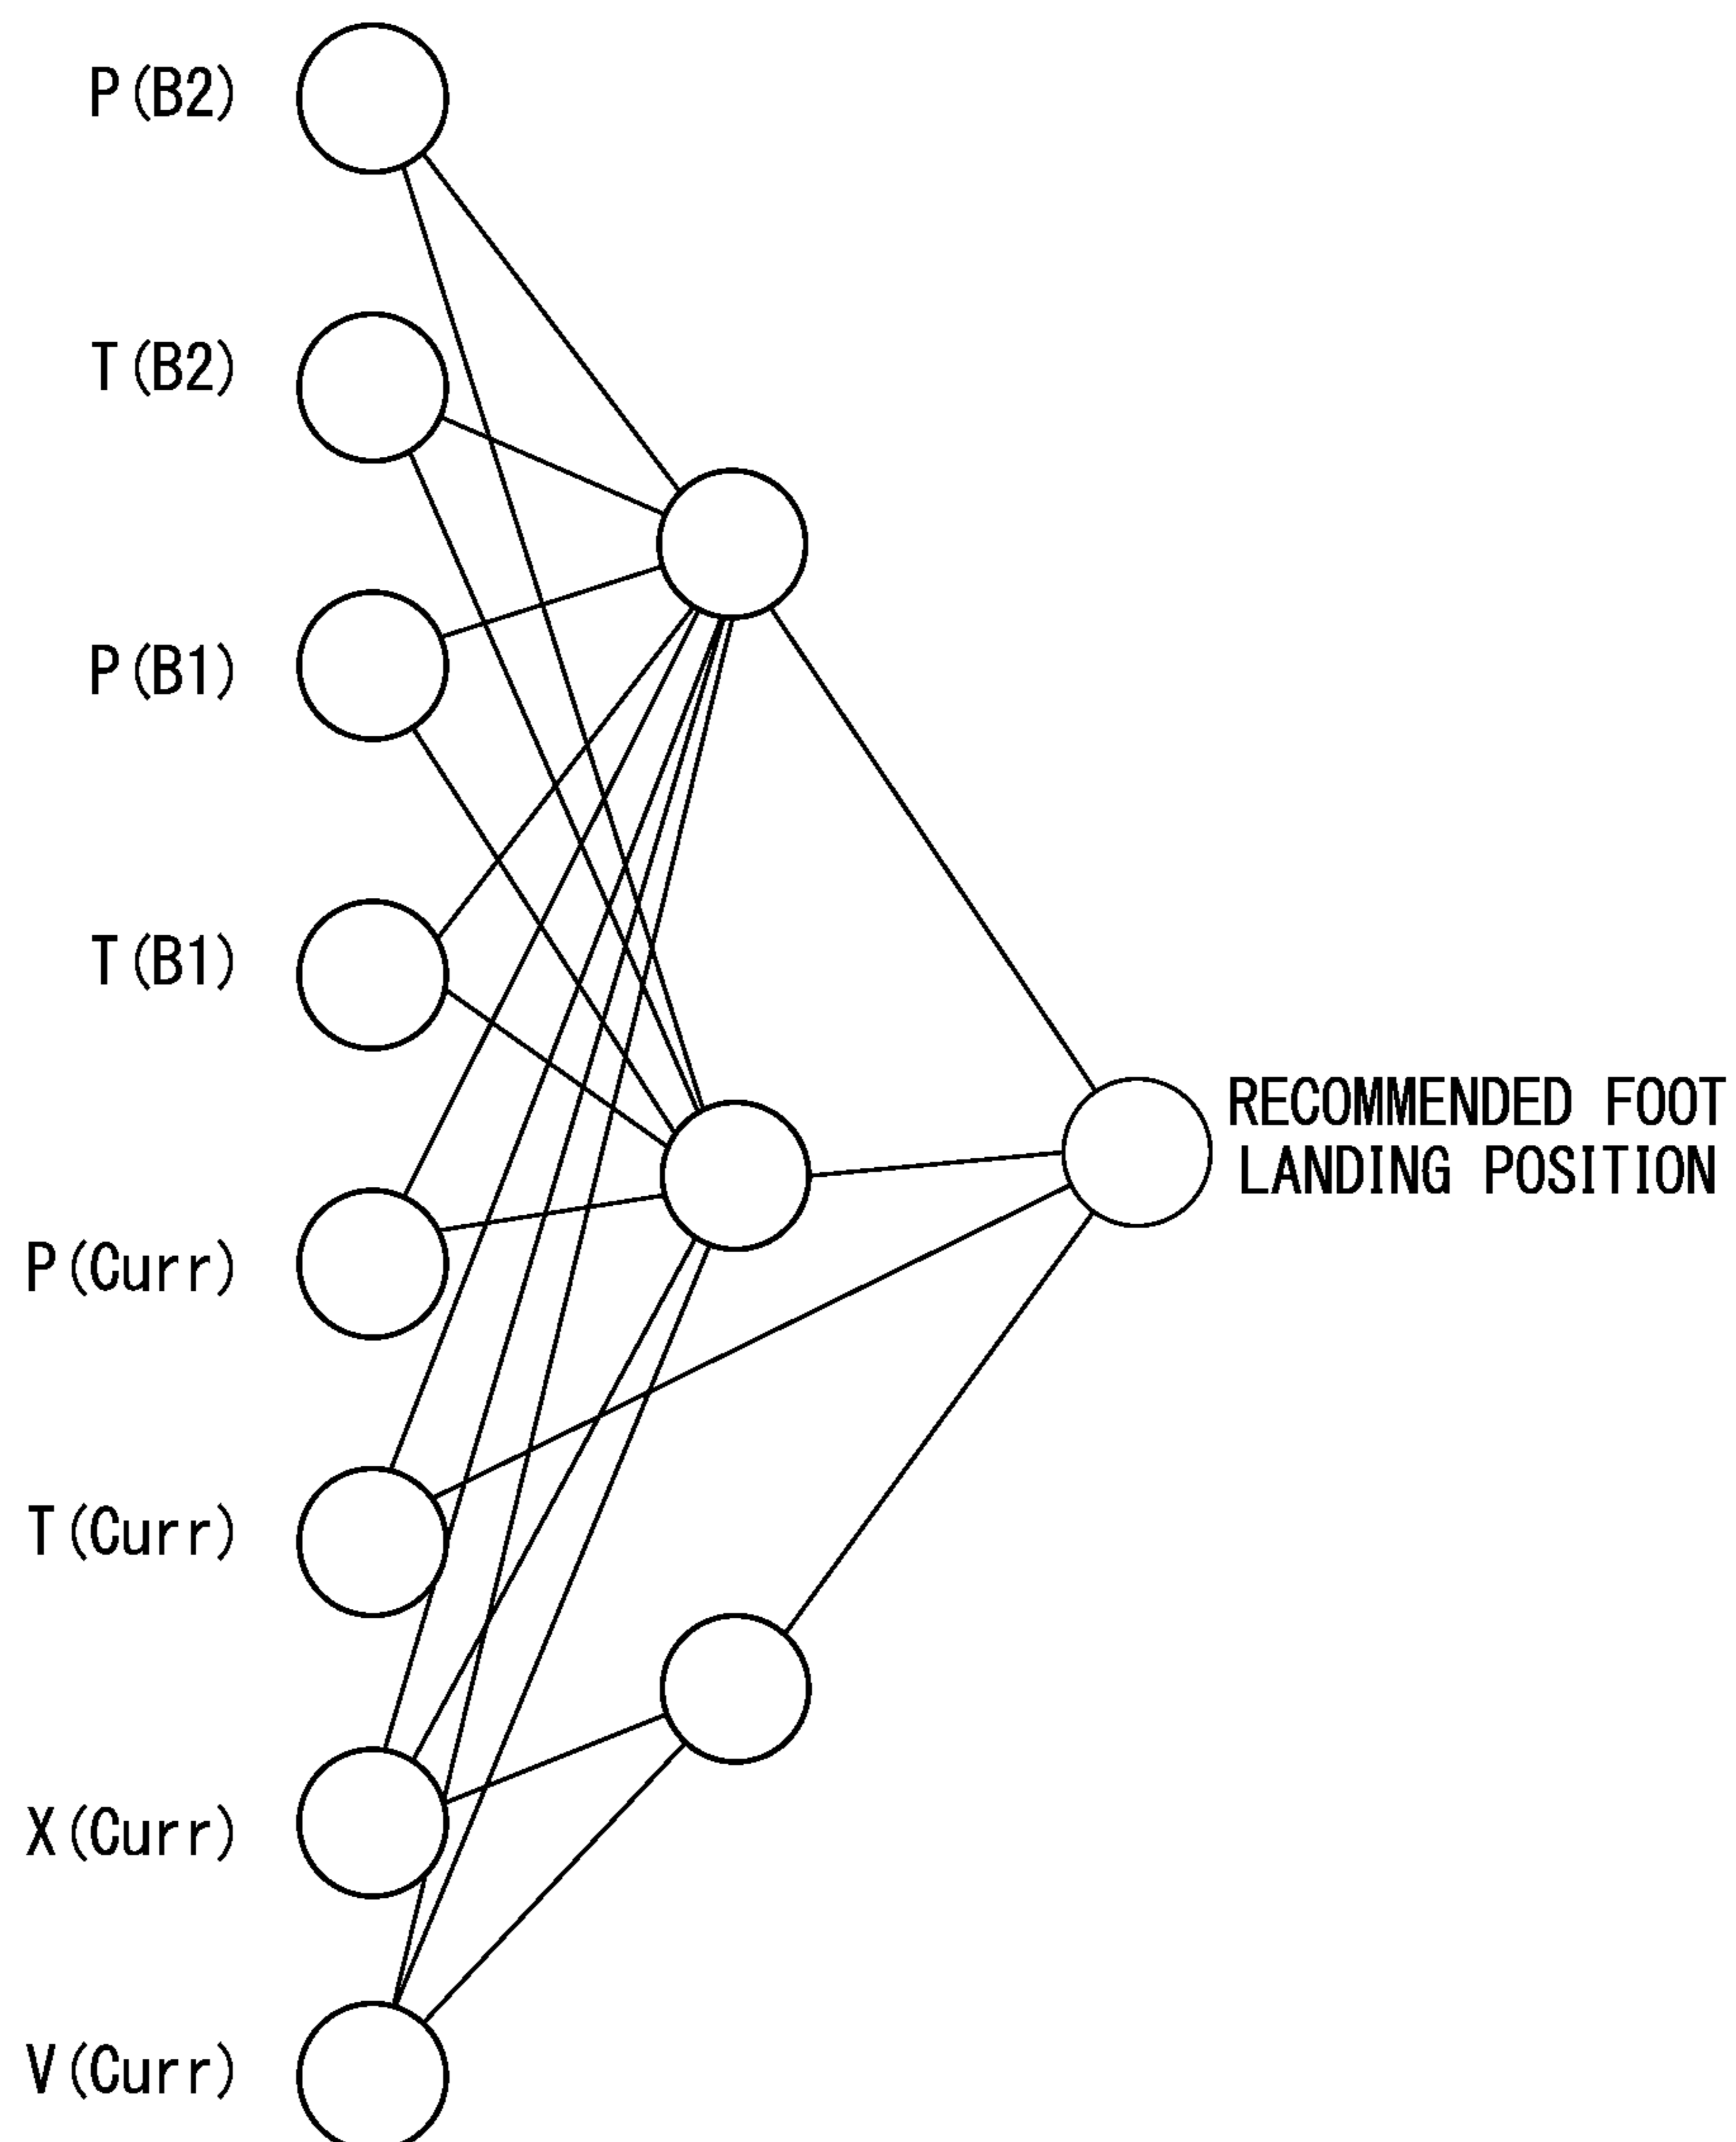 P(B2)
T(B2)
P(B1)
T(B1)
RECOMMENDED FOOT
LANDING POSITION
P(Curr)
T(Curr)
X(Curr)
V(Curr)